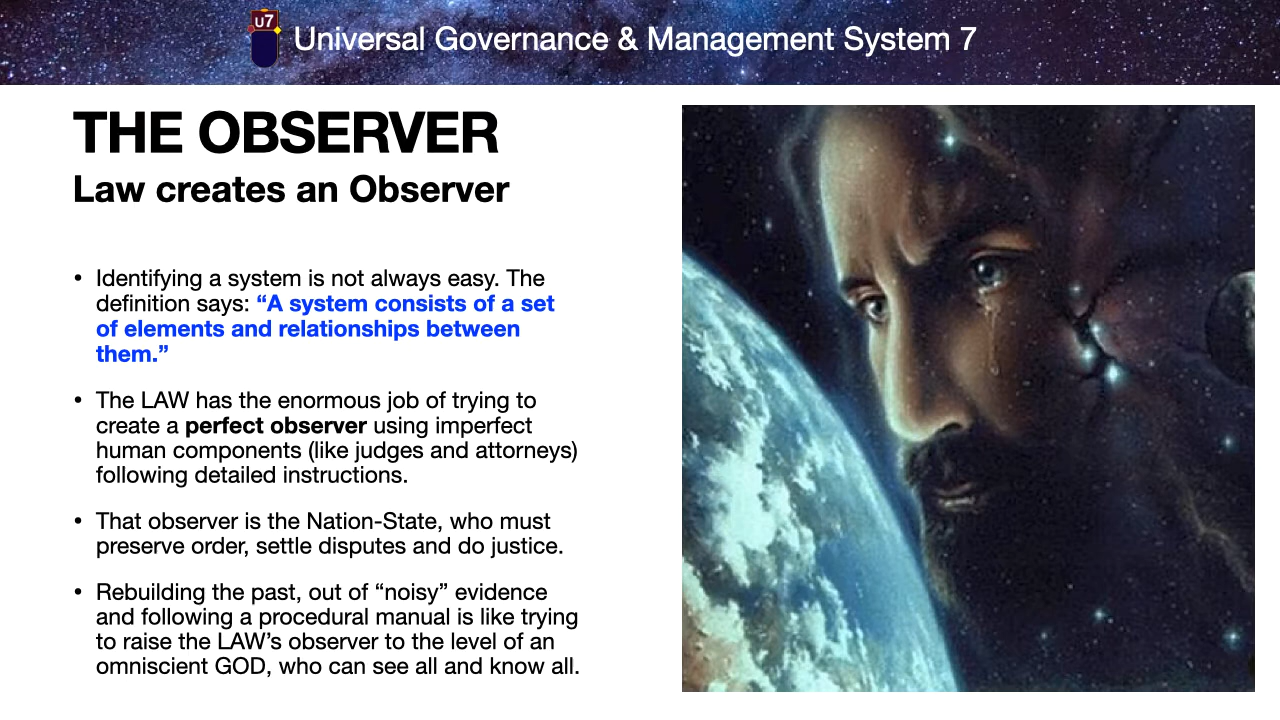 U7
Universal Governance & Management System 7
THE OBSERVER
Law creates an Observer
• Identifying a system is not always easy. The
definition says: “A system consists of a set
of elements and relationships between
them.”
• The LAW has the enormous job of trying to
create a perfect observer using imperfect
human components (like judges and attorneys)
following detailed instructions.
• That observer is the Nation-State, who must
preserve order, settle disputes and do justice.
• Rebuilding the past, out of “noisy” evidence
and following a procedural manual is like trying
to raise the LAW’s observer to the level of an
omniscient GOD, who can see all and know all.